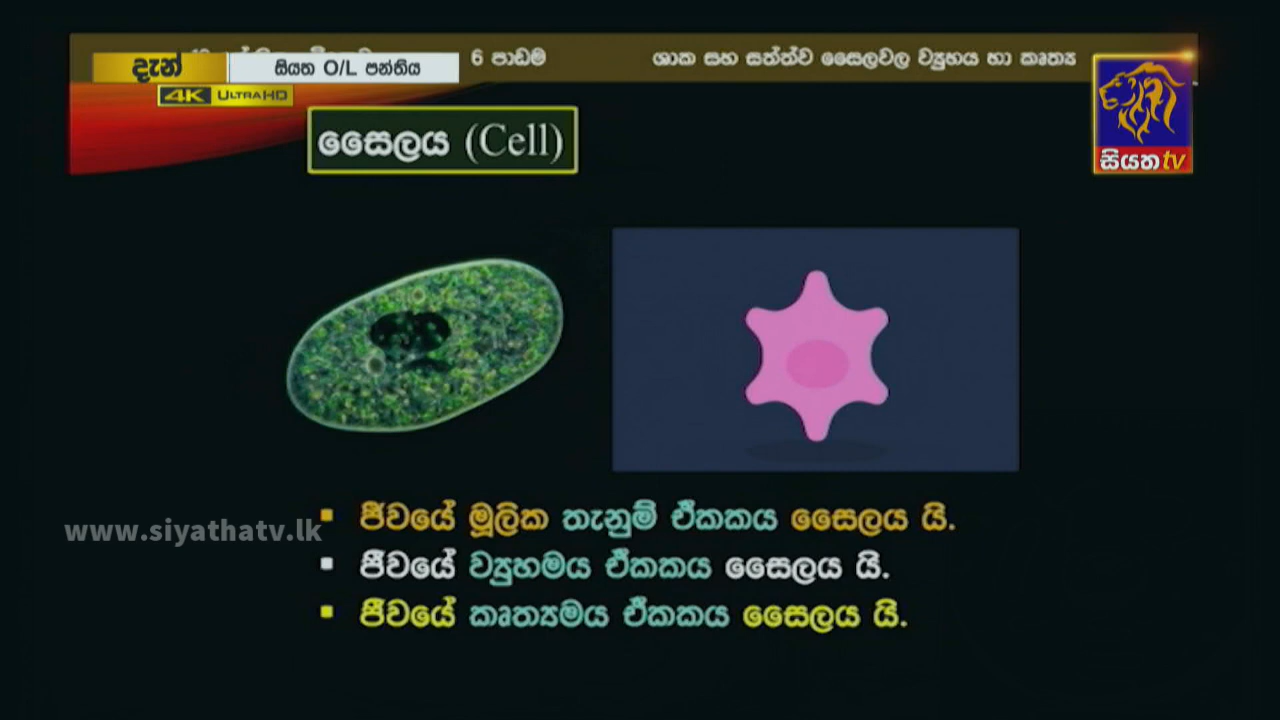 6 පාඩම ශාක සහ සත්ත්ව සෛලවල ව්‍යුහය හා කෘත්‍ය
දැන් සියත O/L පන්තිය
4K ULTRA HD
සෛලය (Cell)
සියත tv
ජීවයේ මූලික තැනුම් ඒකකය සෛලය යි.
www.siyathatv.lk
ජීවයේ ව්‍යුහමය ඒකකය සෛලය යි.
ජීවයේ කෘත්‍යමය ඒකකය සෛලය යි.